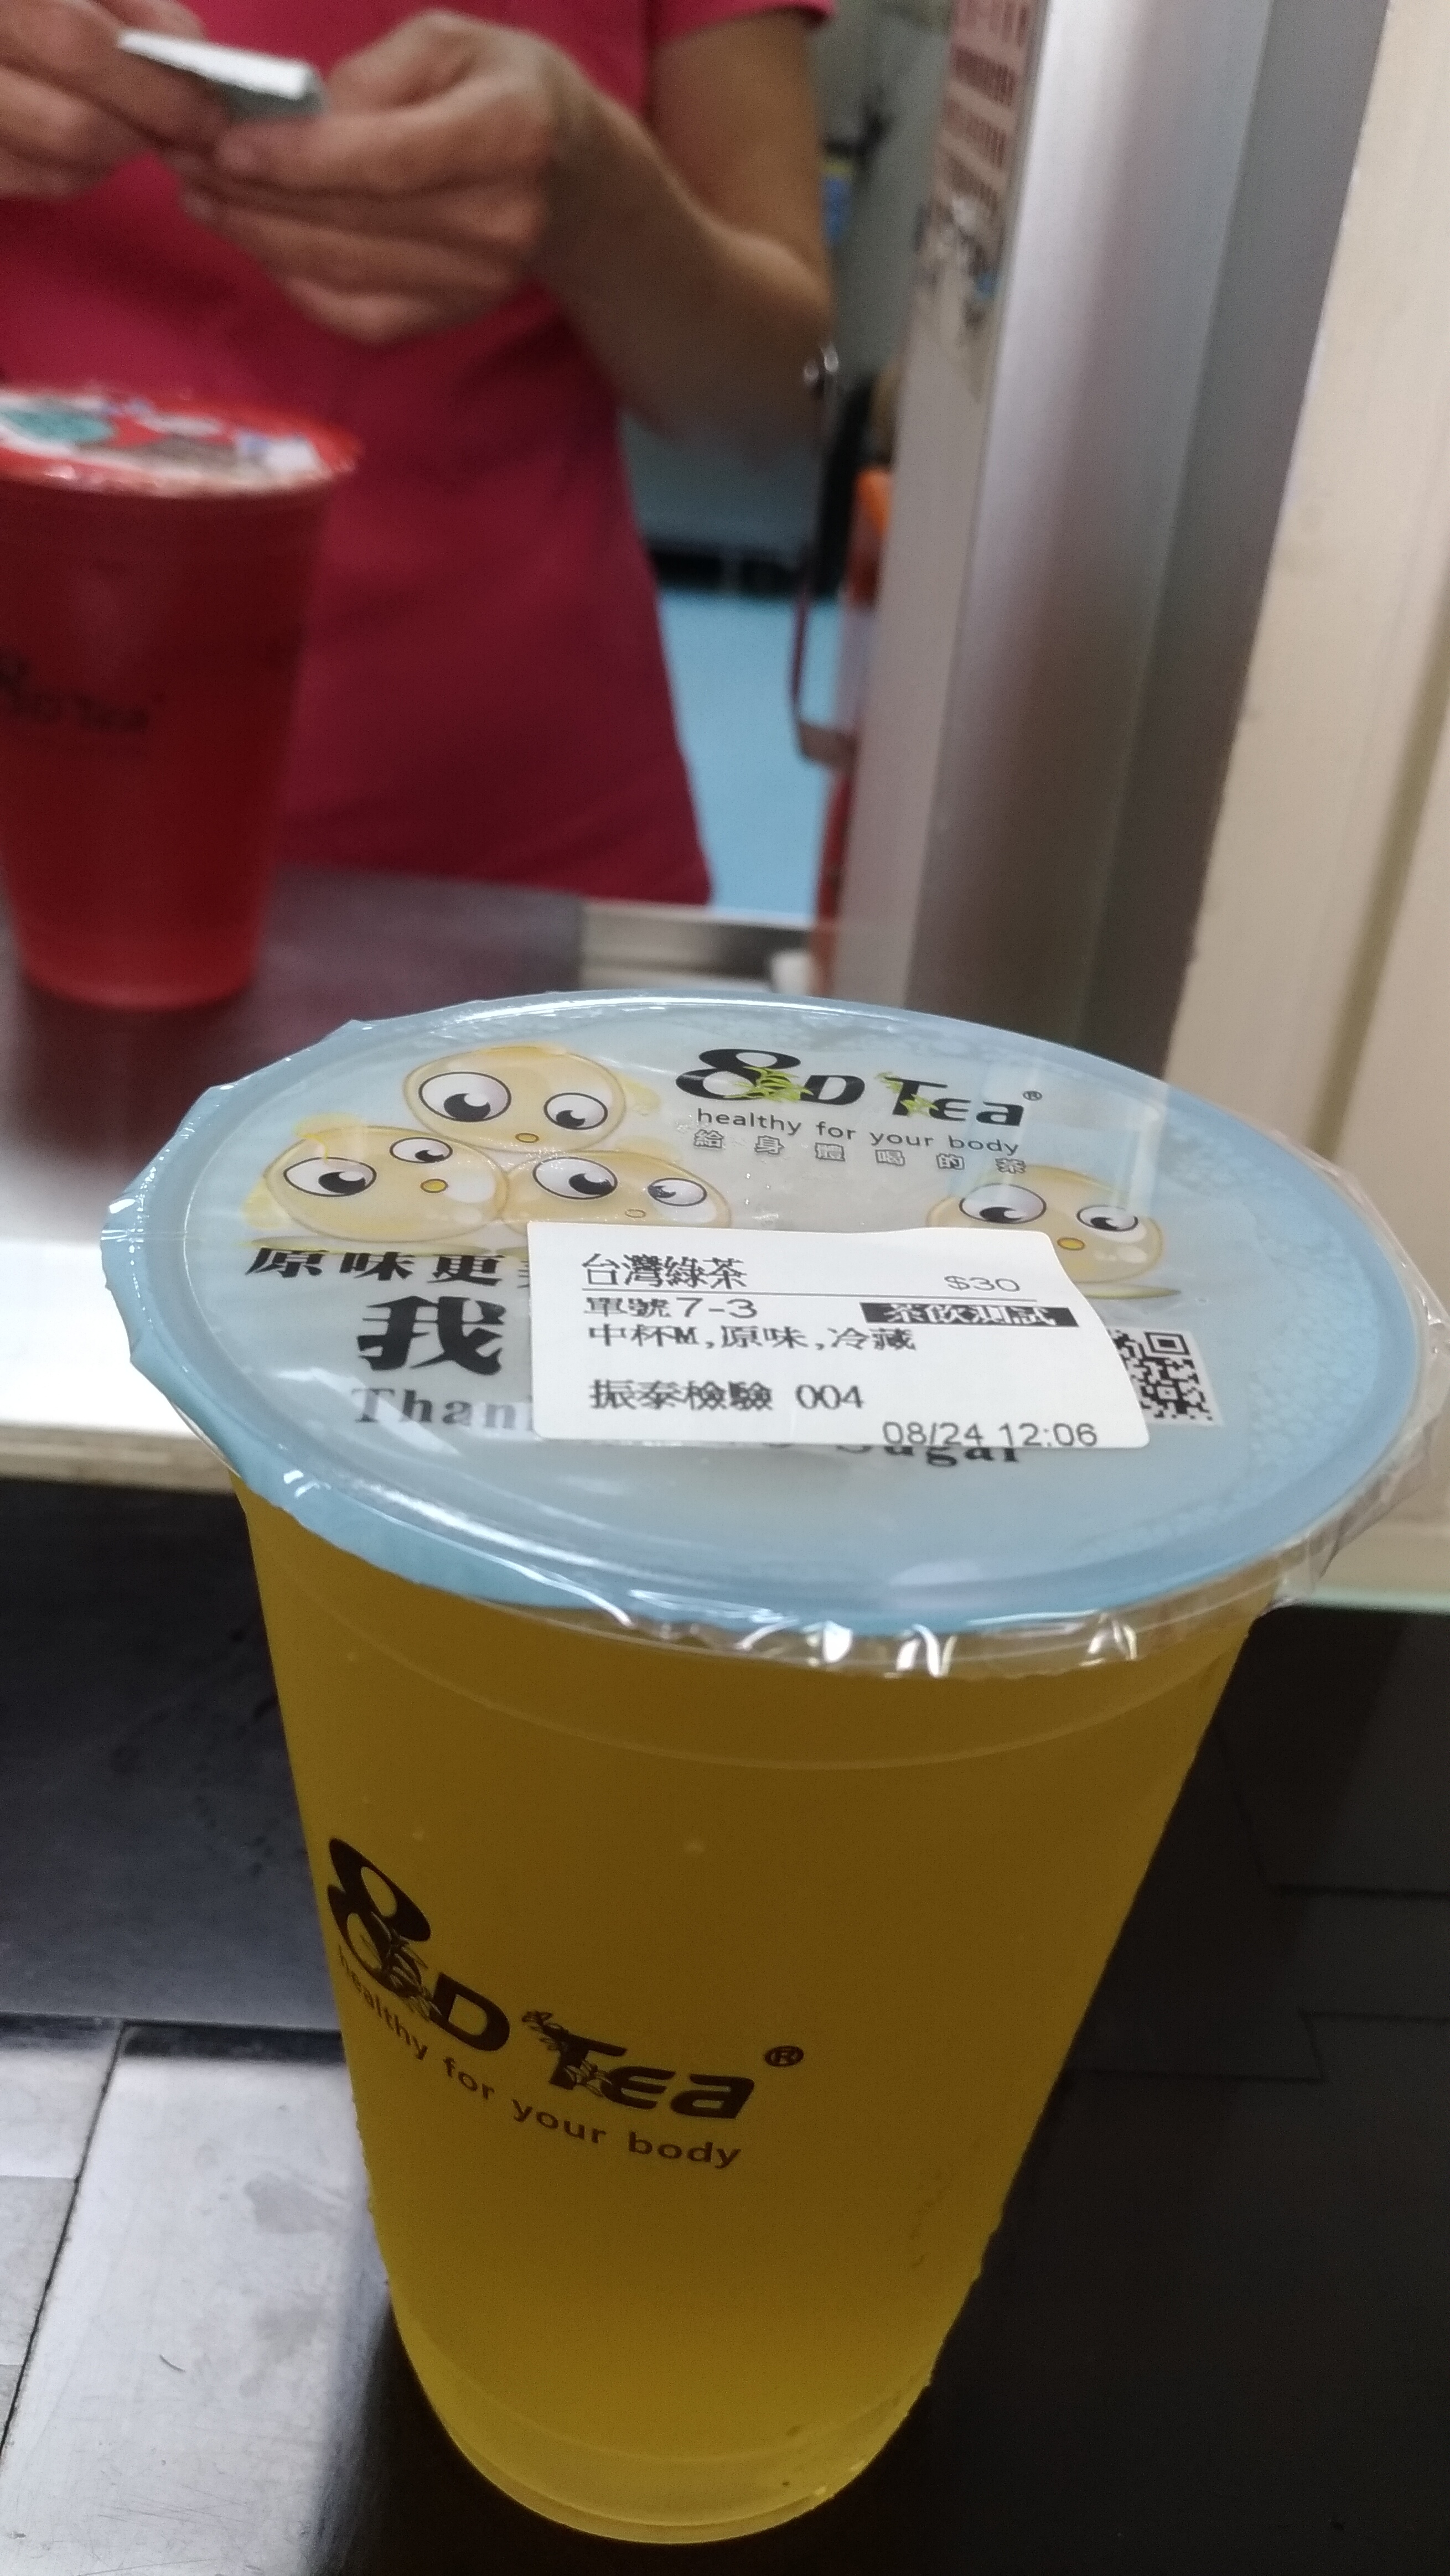 8D Tea®
healthy for your body
給身體喝的茶
原味更
我
台灣綠茶 $30
單號7-3 茶飲測試
中杯M,原味,冷藏
振泰檢驗 004
08/24 12:06
Sugar
8D Tea®
healthy for your body